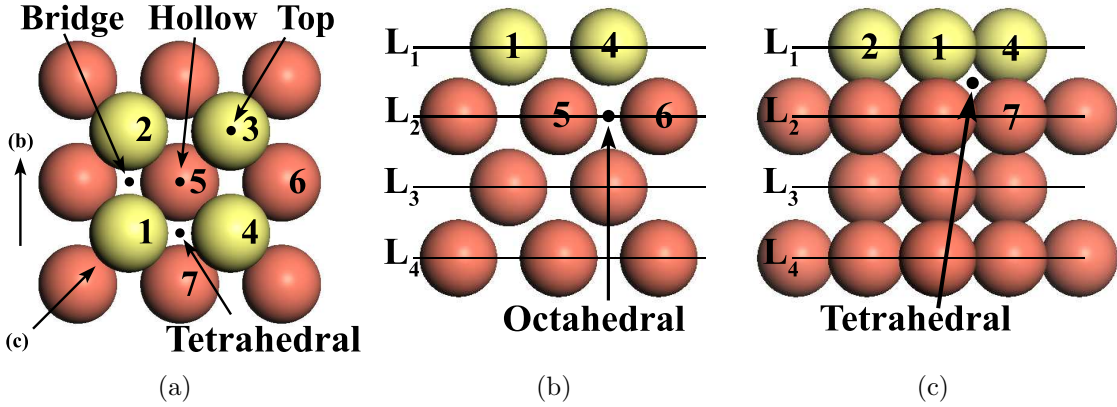 Bridge Hollow Top
2 3
(b)
5 6
1 4
7
(c)
Tetrahedral
(a)
L1 1 4
L2 5 6
L3
L4
Octahedral
(b)
L1 2 1 4
L2 7
L3
L4
Tetrahedral
(c)